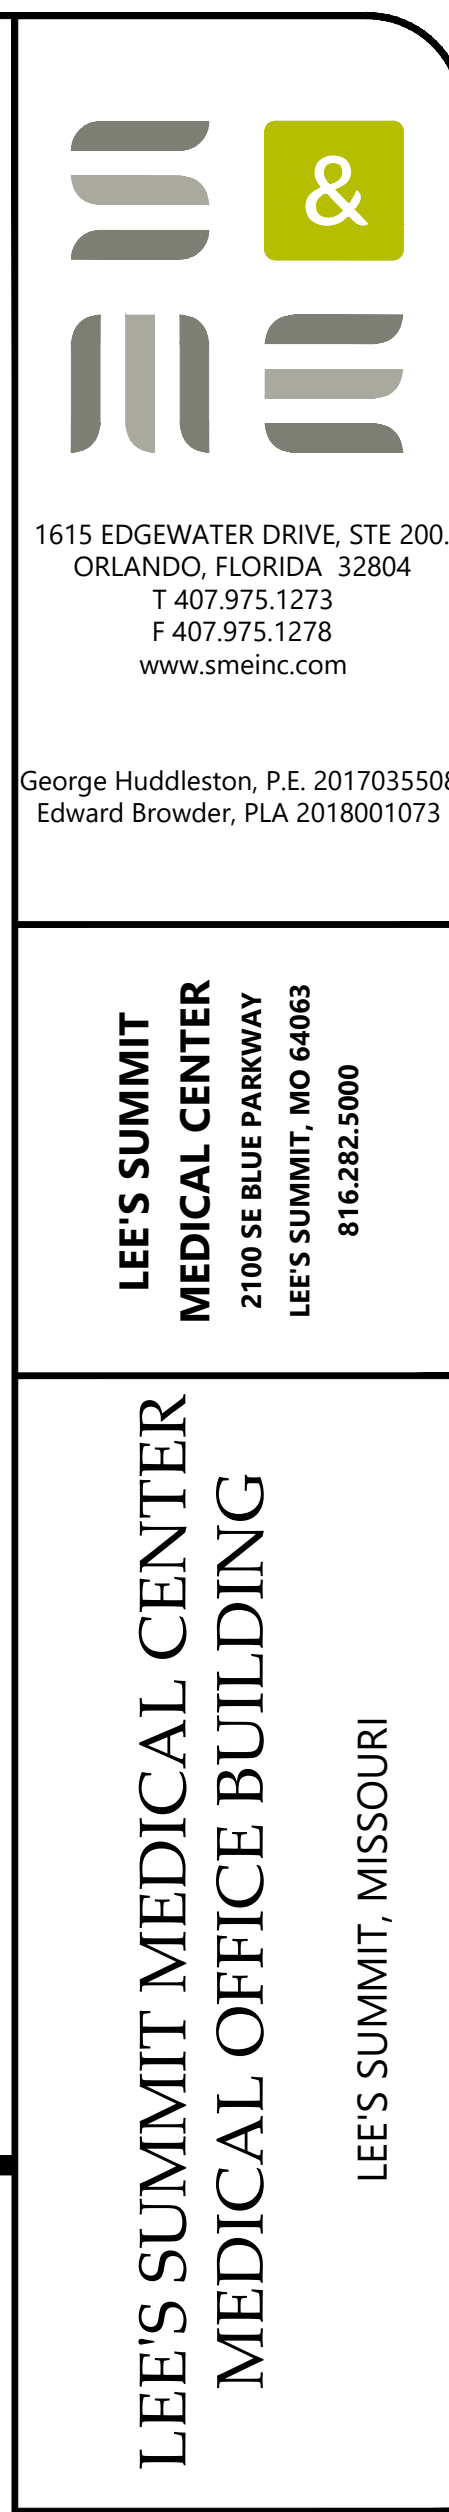 S &
M E
1615 EDGEWATER DRIVE, STE 200.
ORLANDO, FLORIDA 32804
T 407.975.1273
F 407.975.1278
www.smeinc.com
George Huddleston, P.E. 2017035508
Edward Browder, PLA 2018001073
LEE'S SUMMIT
MEDICAL CENTER
2100 SE BLUE PARKWAY
LEE'S SUMMIT, MO 64063
816.282.5000
LEE'S SUMMIT MEDICAL CENTER
MEDICAL OFFICE BUILDING
LEE'S SUMMIT, MISSOURI